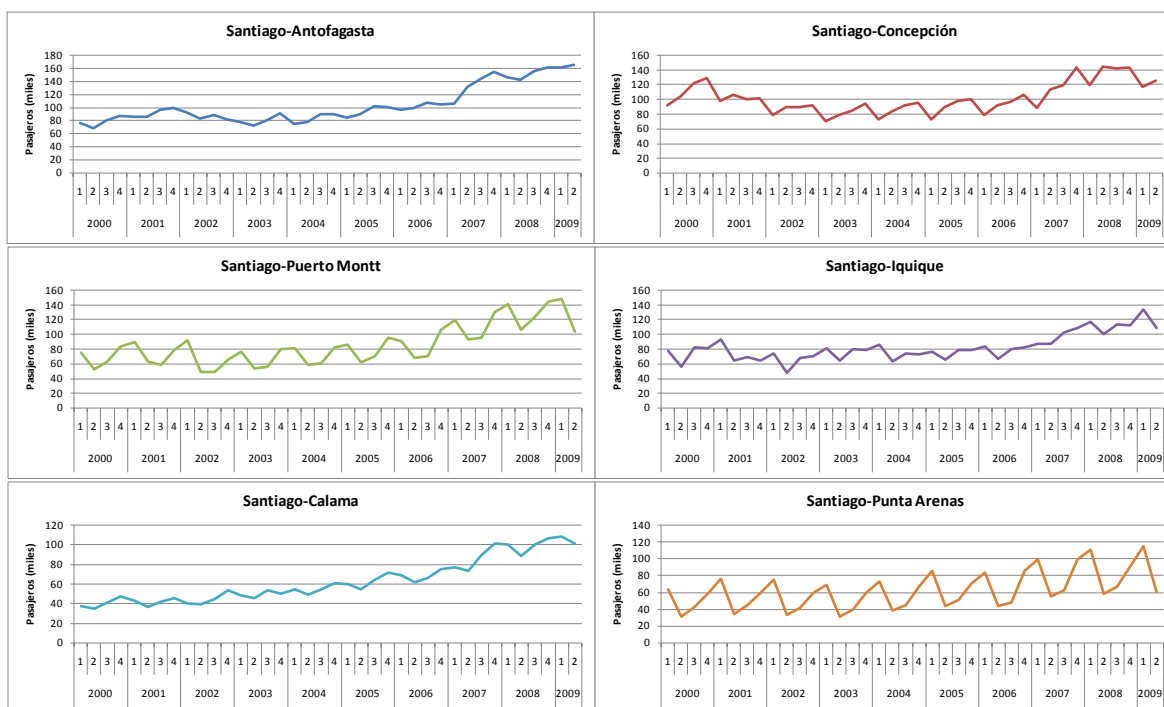 Santiago-Antofagasta
Pasajeros (miles)
180
160
140
120
100
80
60
40
20
0
1 2 3 4 1 2 3 4 1 2 3 4 1 2 3 4 1 2 3 4 1 2 3 4 1 2 3 4 1 2 3 4 1 2 3 4 1 2
2000 2001 2002 2003 2004 2005 2006 2007 2008 2009
Santiago-Concepción
Pasajeros (miles)
160
140
120
100
80
60
40
20
0
1 2 3 4 1 2 3 4 1 2 3 4 1 2 3 4 1 2 3 4 1 2 3 4 1 2 3 4 1 2 3 4 1 2 3 4 1 2
2000 2001 2002 2003 2004 2005 2006 2007 2008 2009
Santiago-Puerto Montt
Pasajeros (miles)
160
140
120
100
80
60
40
20
0
1 2 3 4 1 2 3 4 1 2 3 4 1 2 3 4 1 2 3 4 1 2 3 4 1 2 3 4 1 2 3 4 1 2 3 4 1 2
2000 2001 2002 2003 2004 2005 2006 2007 2008 2009
Santiago-Iquique
Pasajeros (miles)
160
140
120
100
80
60
40
20
0
1 2 3 4 1 2 3 4 1 2 3 4 1 2 3 4 1 2 3 4 1 2 3 4 1 2 3 4 1 2 3 4 1 2 3 4 1 2
2000 2001 2002 2003 2004 2005 2006 2007 2008 2009
Santiago-Calama
Pasajeros (miles)
120
100
80
60
40
20
0
1 2 3 4 1 2 3 4 1 2 3 4 1 2 3 4 1 2 3 4 1 2 3 4 1 2 3 4 1 2 3 4 1 2 3 4 1 2
2000 2001 2002 2003 2004 2005 2006 2007 2008 2009
Santiago-Punta Arenas
Pasajeros (miles)
140
120
100
80
60
40
20
0
1 2 3 4 1 2 3 4 1 2 3 4 1 2 3 4 1 2 3 4 1 2 3 4 1 2 3 4 1 2 3 4 1 2 3 4 1 2
2000 2001 2002 2003 2004 2005 2006 2007 2008 2009